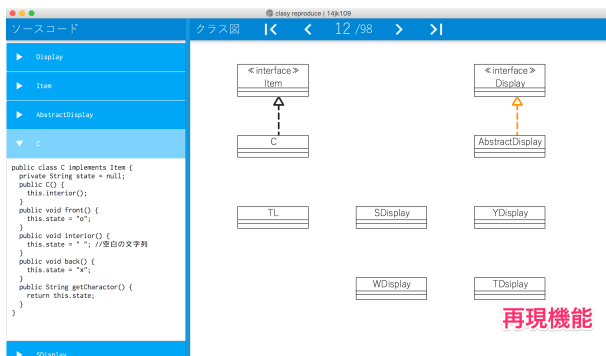 clasy reproduce | 14jk109
ソースコード
クラス図
12 /98
Display
Item
AbstractDisplay
C
public class C implements Item {
private String state = null;
public C() {
this.interior();
}
public void front() {
this.state = "o";
}
public void interior() {
this.state = " "; //空白の文字列
}
public void back() {
this.state = "x";
}
public String getCharactor() {
return this.state;
}
}
SDisplay
≪interface≫
Item
≪interface≫
Display
C
AbstractDisplay
TL
SDisplay
YDisplay
WDisplay
TDsiplay
再現機能